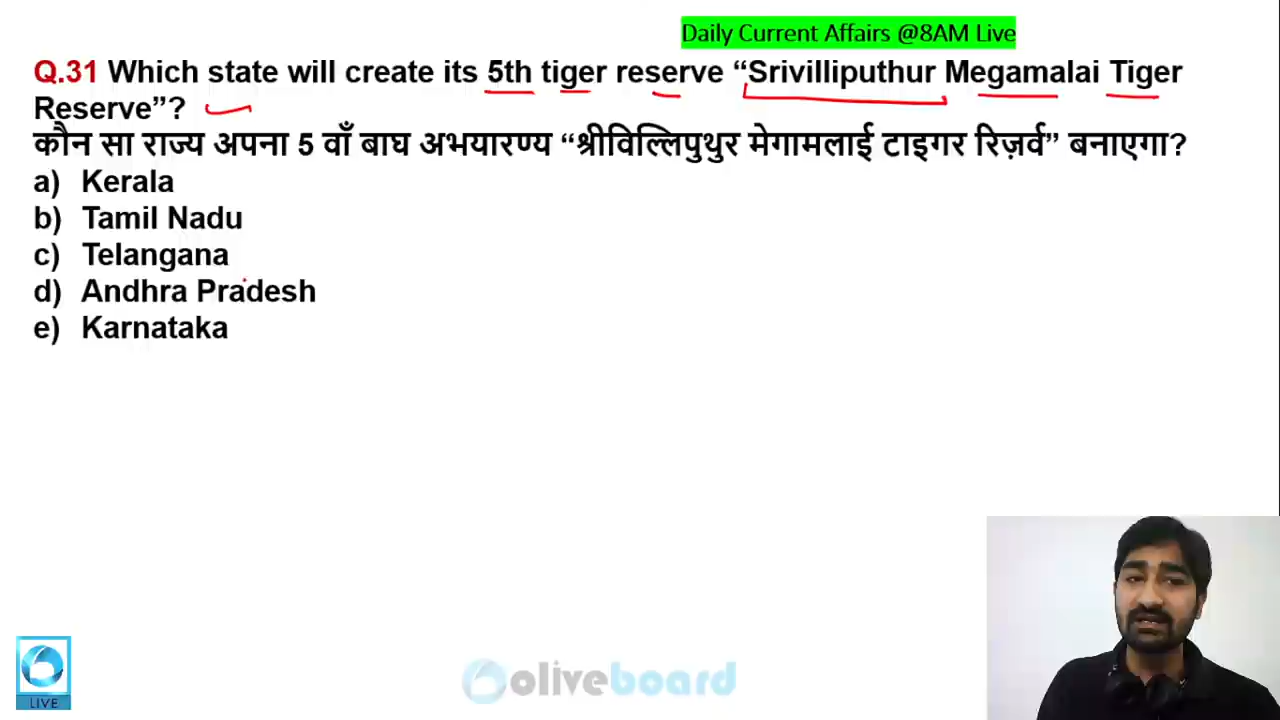 Daily Current Affairs @8AM Live
Q.31 Which state will create its 5th tiger reserve “Srivilliputhur Megamalai Tiger
Reserve”?
कौन सा राज्य अपना 5 वाँ बाघ अभयारण्य “श्रीविल्लिपुथुर मेगामलाई टाइगर रिज़र्व” बनाएगा?
a) Kerala
b) Tamil Nadu
c) Telangana
d) Andhra Pradesh
e) Karnataka
LIVE
oliveboard